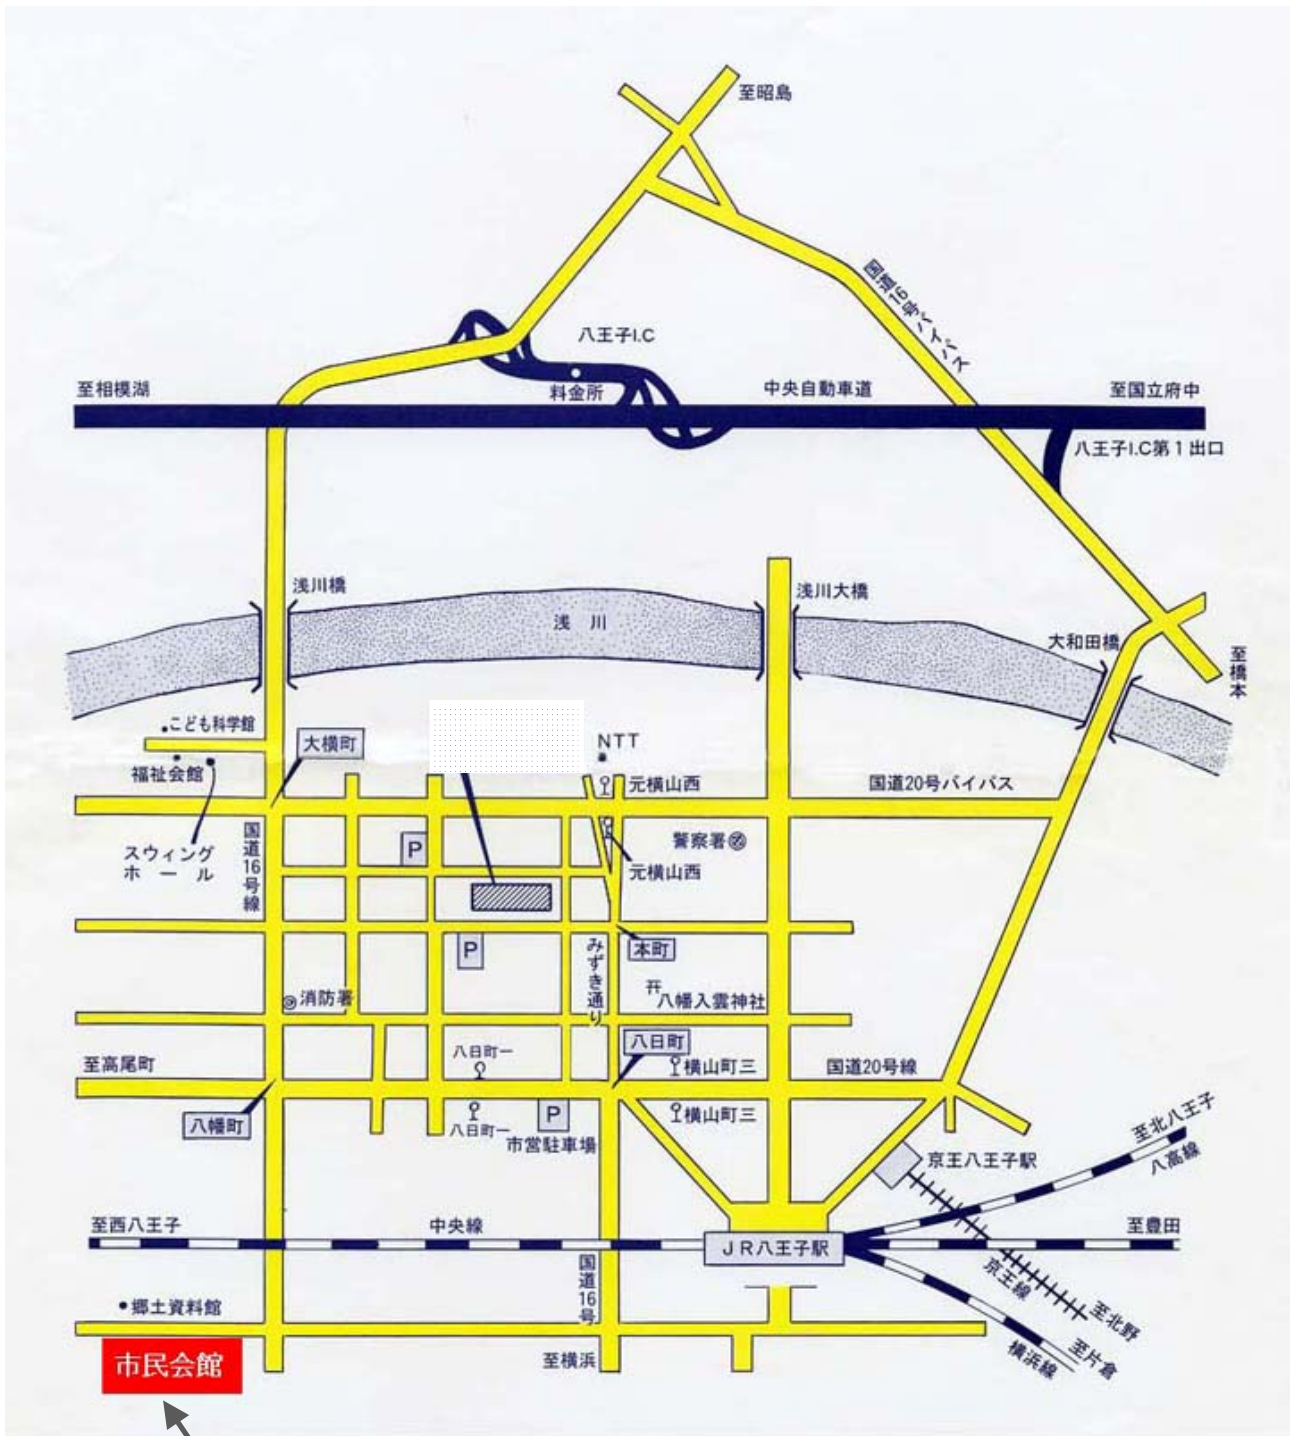 至昭島
国道16号バイパス
八王子I.C
料金所
中央自動車道
至相模湖
至国立府中
八王子I.C第1出口
浅川橋
浅川
浅川大橋
大和田橋
至橋本
こども科学館
大横町
福祉会館
NTT
元横山西
国道20号バイパス
スウィング
ホール
国道16号線
P
警察署
元横山西
P
みずき通り
本町
消防署
八幡入雲神社
至高尾町
八日町一
八日町
横山町三
国道20号線
八幡町
八日町一
P
市営駐車場
横山町三
京王八王子駅
至北八王子
八高線
至西八王子
中央線
JR八王子駅
至豊田
国道16号
京王線
至北野
郷土資料館
市民会館
至横浜
横浜線
至片倉